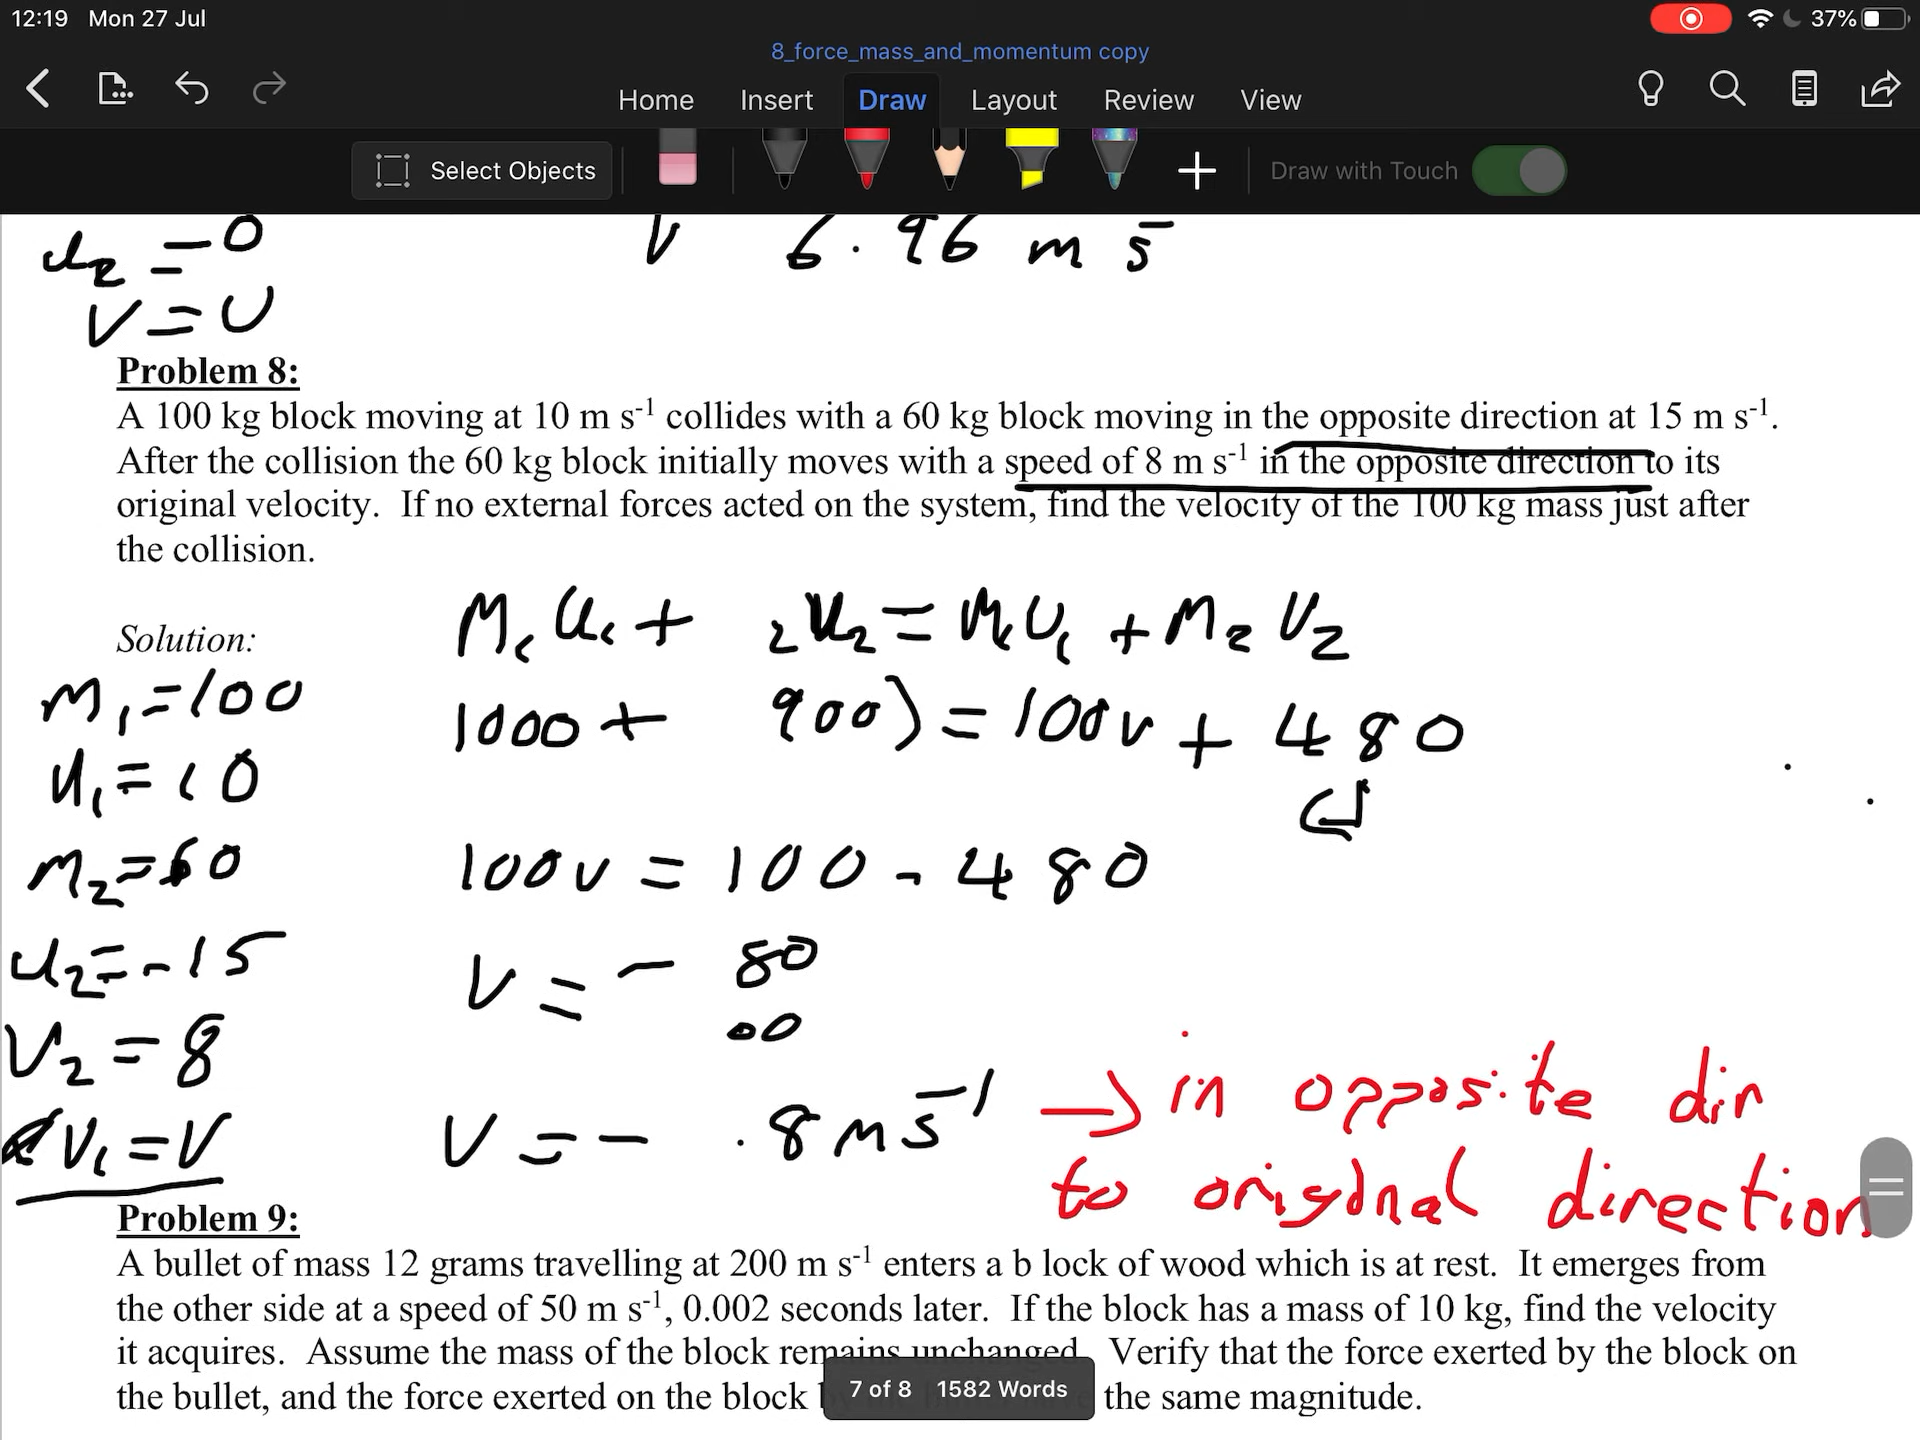 12:19 Mon 27 Jul
37%
8_force_mass_and_momentum copy
Home Insert Draw Layout Review View
Select Objects
Draw with Touch
u₂ = 0
V 6.96 m s⁻
V = U
Problem 8:
A 100 kg block moving at 10 m s⁻¹ collides with a 60 kg block moving in the opposite direction at 15 m s⁻¹.
After the collision the 60 kg block initially moves with a speed of 8 m s⁻¹ in the opposite direction to its
original velocity. If no external forces acted on the system, find the velocity of the 100 kg mass just after
the collision.
Solution:
M₁ U₁ + ₂U₂ = M₁U₁ + M₂ V₂
m₁ = 100
1000 + 900) = 100v + 480
u₁ = 10
m₂ = 60
100v = 100 - 480
u₂ = -15
V = - 80
00
V₂ = 8
V₁ = V
V = - .8 m s⁻¹
→ in opposite dir
to original direction
Problem 9:
A bullet of mass 12 grams travelling at 200 m s⁻¹ enters a b lock of wood which is at rest. It emerges from
the other side at a speed of 50 m s⁻¹, 0.002 seconds later. If the block has a mass of 10 kg, find the velocity
it acquires. Assume the mass of the block remains unchanged. Verify that the force exerted by the block on
the bullet, and the force exerted on the block the same magnitude.
7 of 8 1582 Words